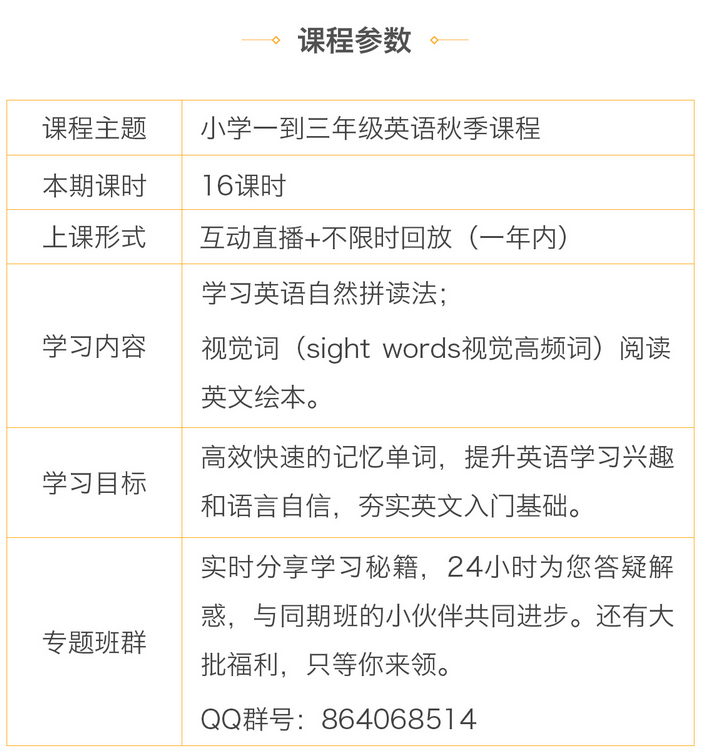 课程参数
课程主题
小学一到三年级英语秋季课程
本期课时
16课时
上课形式
互动直播+不限时回放（一年内）
学习内容
学习英语自然拼读法；
视觉词（sight words视觉高频词）阅读
英文绘本。
学习目标
高效快速的记忆单词，提升英语学习兴趣
和语言自信，夯实英文入门基础。
专题班群
实时分享学习秘籍，24小时为您答疑解
惑，与同期班的小伙伴共同进步。还有大
批福利，只等你来领。
QQ群号：864068514